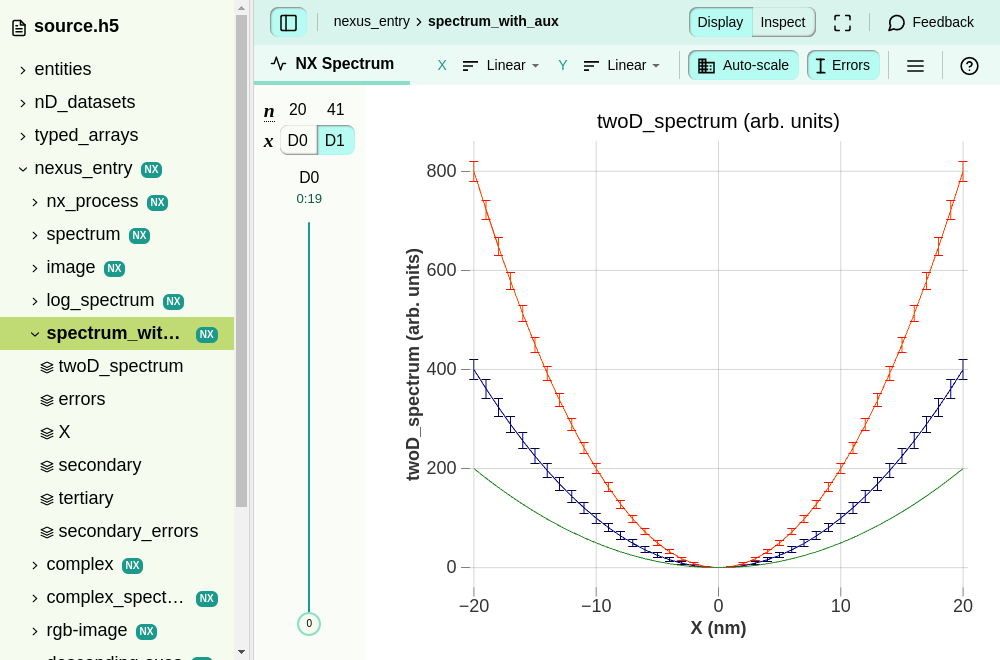 source.h5
entities
nD_datasets
typed_arrays
nexus_entry NX
nx_process NX
spectrum NX
image NX
log_spectrum NX
spectrum_wit... NX
twoD_spectrum
errors
X
secondary
tertiary
secondary_errors
complex NX
complex_spect... NX
rgb-image NX
nexus_entry › spectrum_with_aux
Display Inspect
Feedback
NX Spectrum
X Linear
Y Linear
Auto-scale
Errors
n 20 41
x D0 D1
D0
0:19
0
twoD_spectrum (arb. units)
800
600
400
200
0
twoD_spectrum (arb. units)
−20 −10 0 10 20
X (nm)